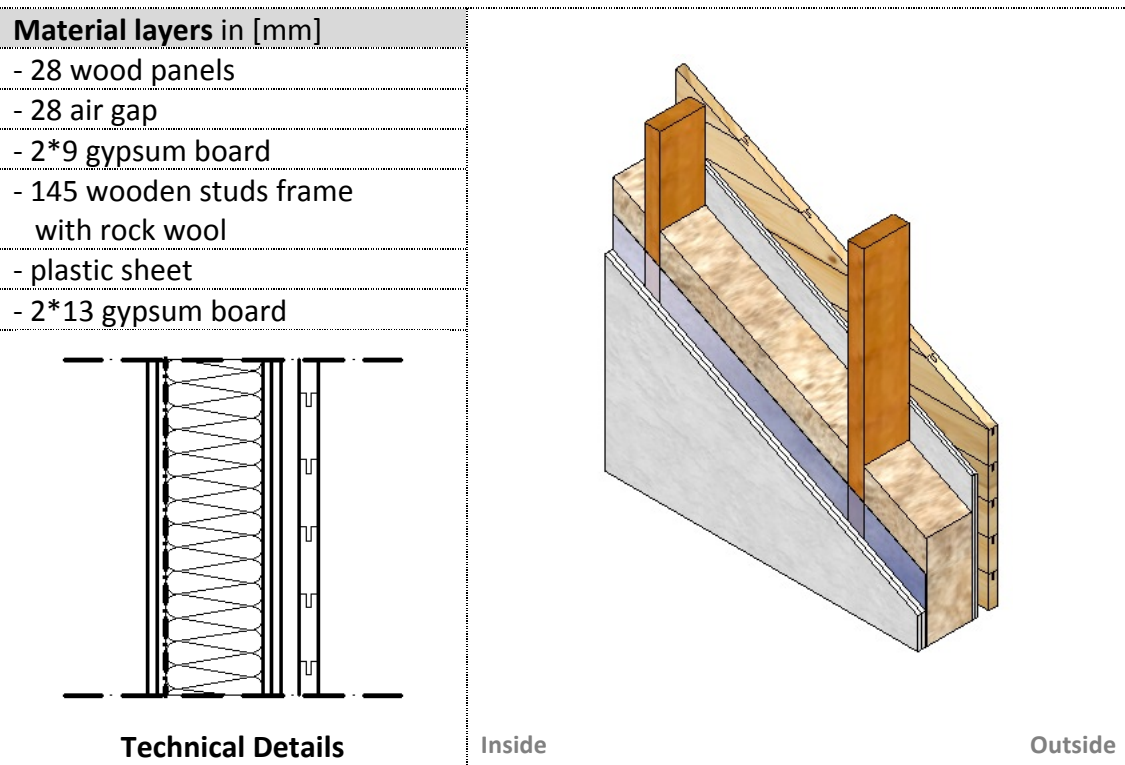 Material layers in [mm]
- 28 wood panels
- 28 air gap
- 2*9 gypsum board
- 145 wooden studs frame
with rock wool
- plastic sheet
- 2*13 gypsum board
Technical Details
Inside
Outside